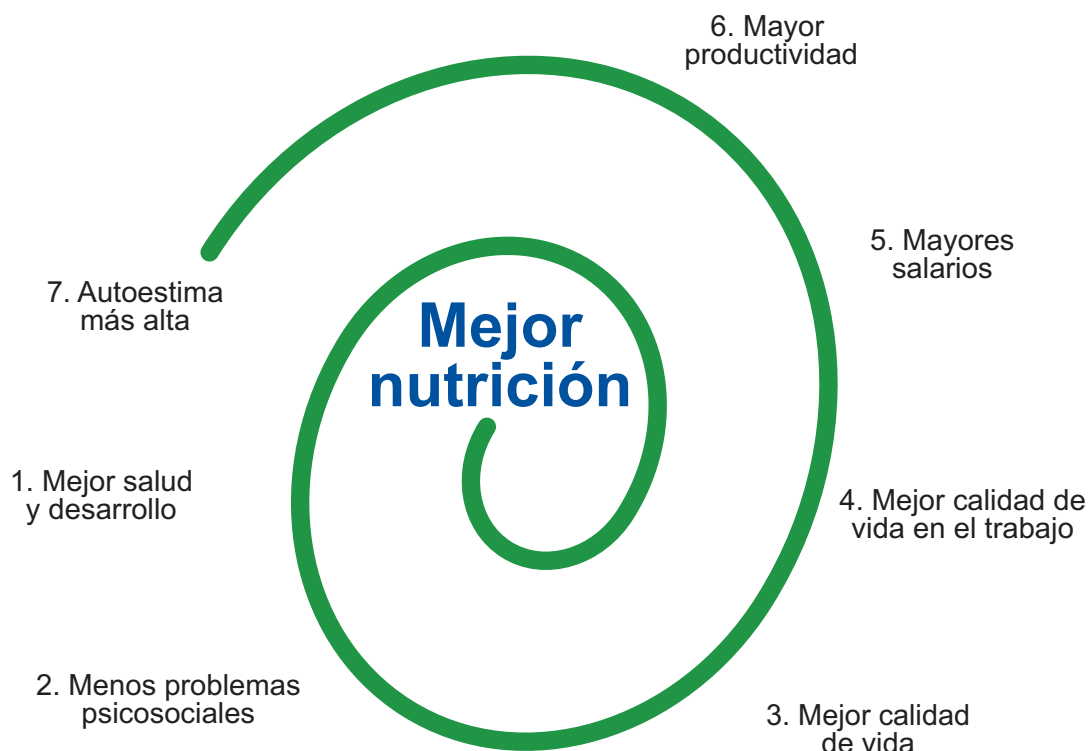 6. Mayor
productividad
5. Mayores
salarios
7. Autoestima
más alta
Mejor
nutrición
1. Mejor salud
y desarrollo
4. Mejor calidad de
vida en el trabajo
2. Menos problemas
psicosociales
3. Mejor calidad
de vida